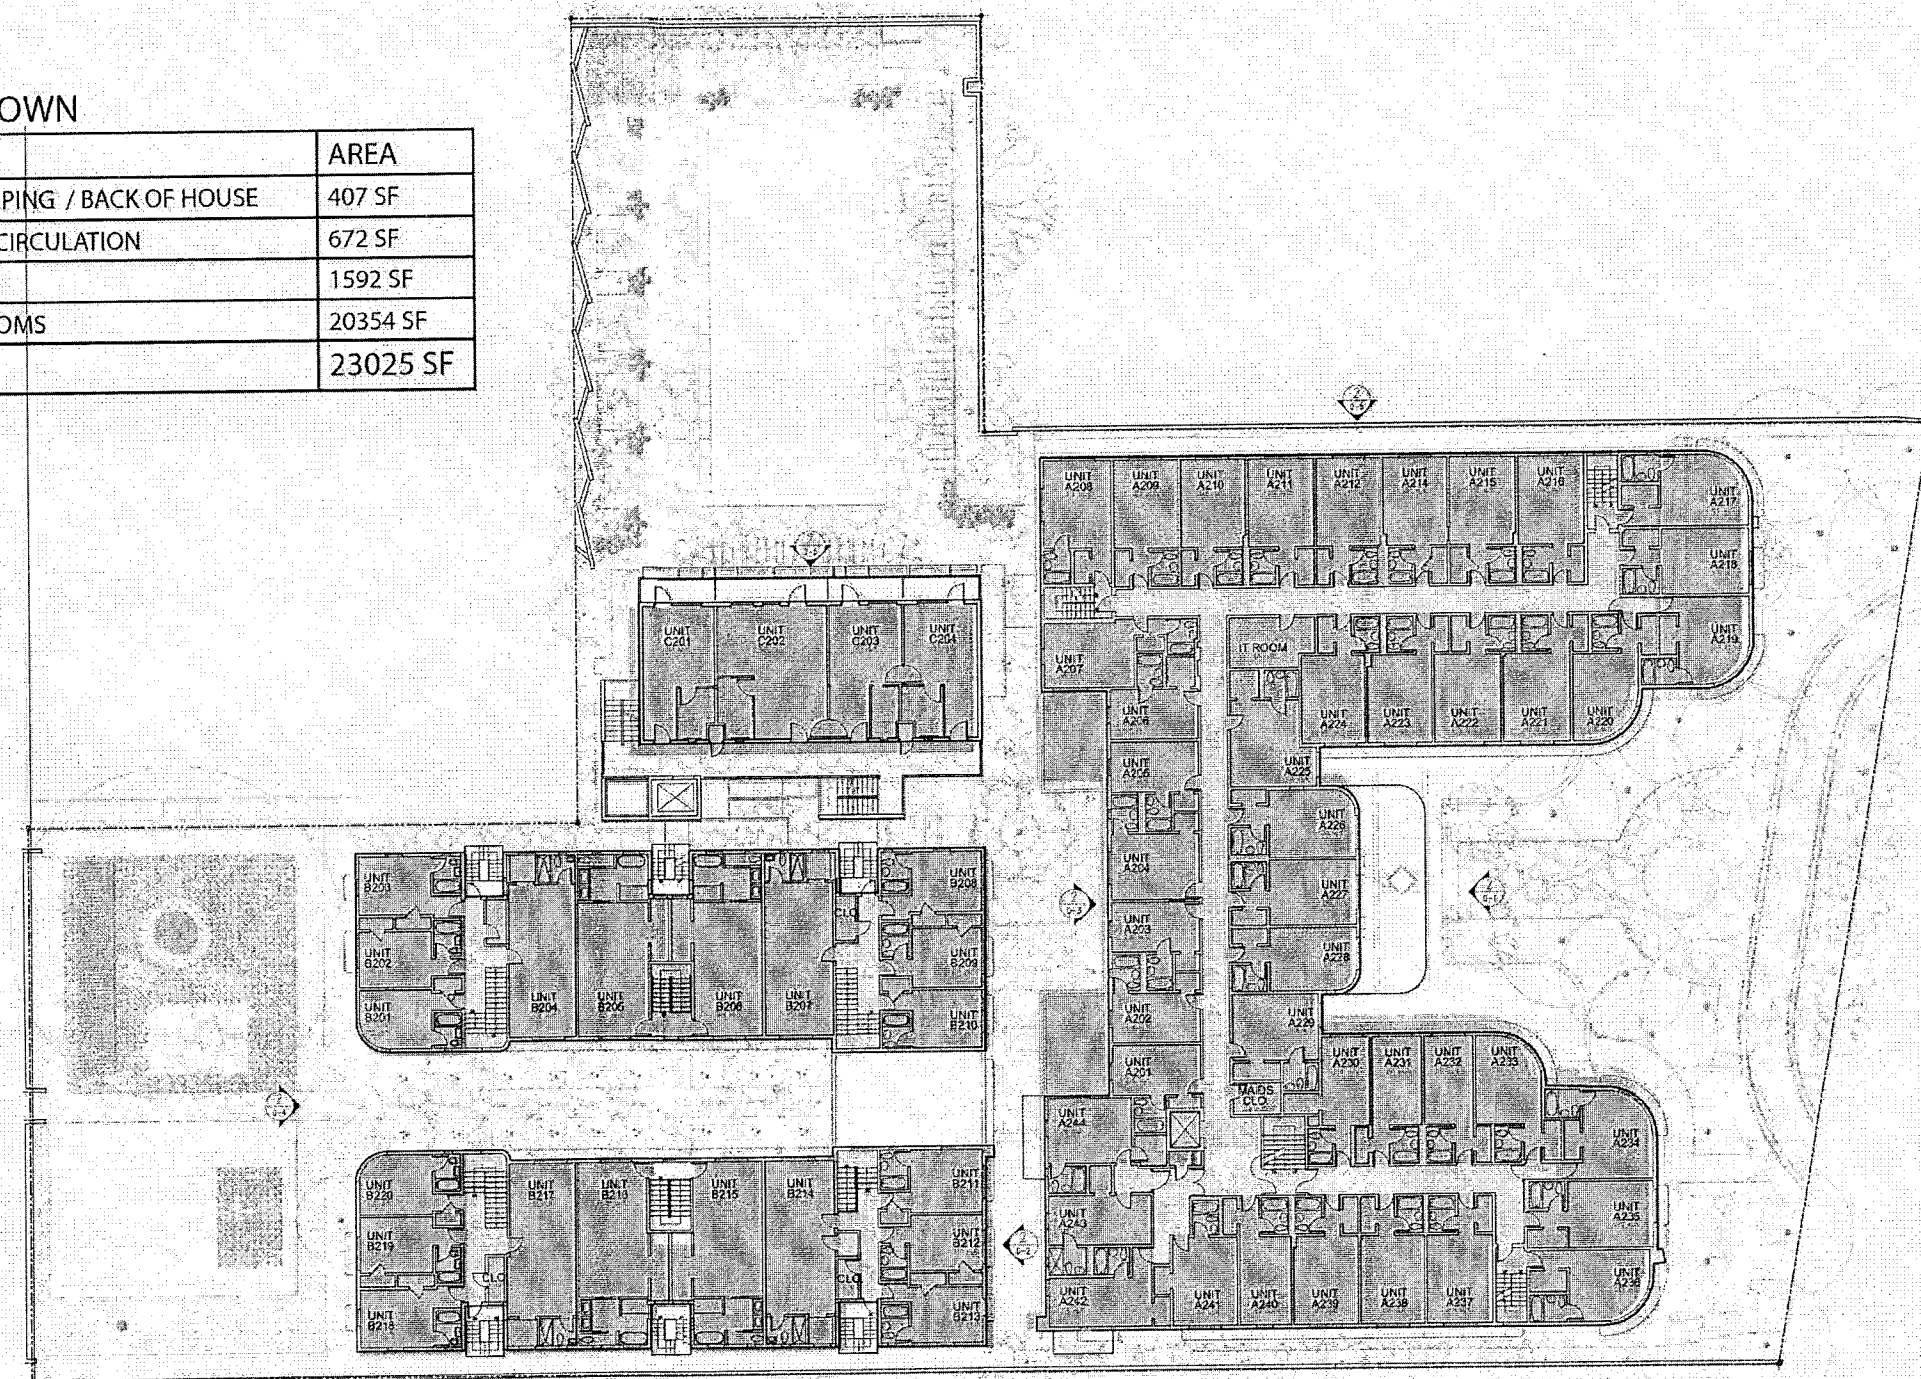 OWN
AREA
PING / BACK OF HOUSE
407 SF
CIRCULATION
672 SF
1592 SF
OMS
20354 SF
23025 SF
UNIT
A208
UNIT
A209
UNIT
A210
UNIT
A211
UNIT
A212
UNIT
A214
UNIT
A215
UNIT
A216
UNIT
A217
UNIT
A218
UNIT
A219
UNIT
C201
UNIT
C202
UNIT
C203
UNIT
C204
UNIT
A207
IT ROOM
UNIT
A206
UNIT
A224
UNIT
A223
UNIT
A222
UNIT
A221
UNIT
A220
UNIT
A205
UNIT
A225
UNIT
A226
UNIT
A204
UNIT
A227
UNIT
A203
UNIT
A228
UNIT
A202
UNIT
A229
UNIT
A201
UNIT
A230
UNIT
A231
UNIT
A232
UNIT
A233
MAIDS
CLO.
UNIT
A244
UNIT
A234
UNIT
A243
UNIT
A235
UNIT
A242
UNIT
A241
UNIT
A240
UNIT
A239
UNIT
A238
UNIT
A237
UNIT
A236
UNIT
B203
UNIT
B208
CLO
UNIT
B202
UNIT
B209
UNIT
B201
UNIT
B204
UNIT
B205
UNIT
B206
UNIT
B207
UNIT
B210
UNIT
B220
UNIT
B217
UNIT
B216
UNIT
B215
UNIT
B214
UNIT
B211
UNIT
B219
UNIT
B212
CLO
CLO
UNIT
B218
UNIT
B213